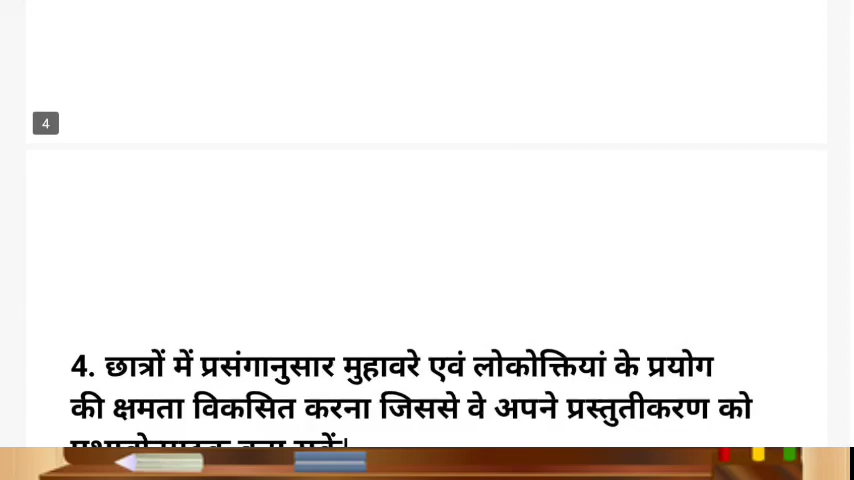 4
4. छात्रों में प्रसंगानुसार मुहावरे एवं लोकोक्तियां के प्रयोग
की क्षमता विकसित करना जिससे वे अपने प्रस्तुतीकरण को